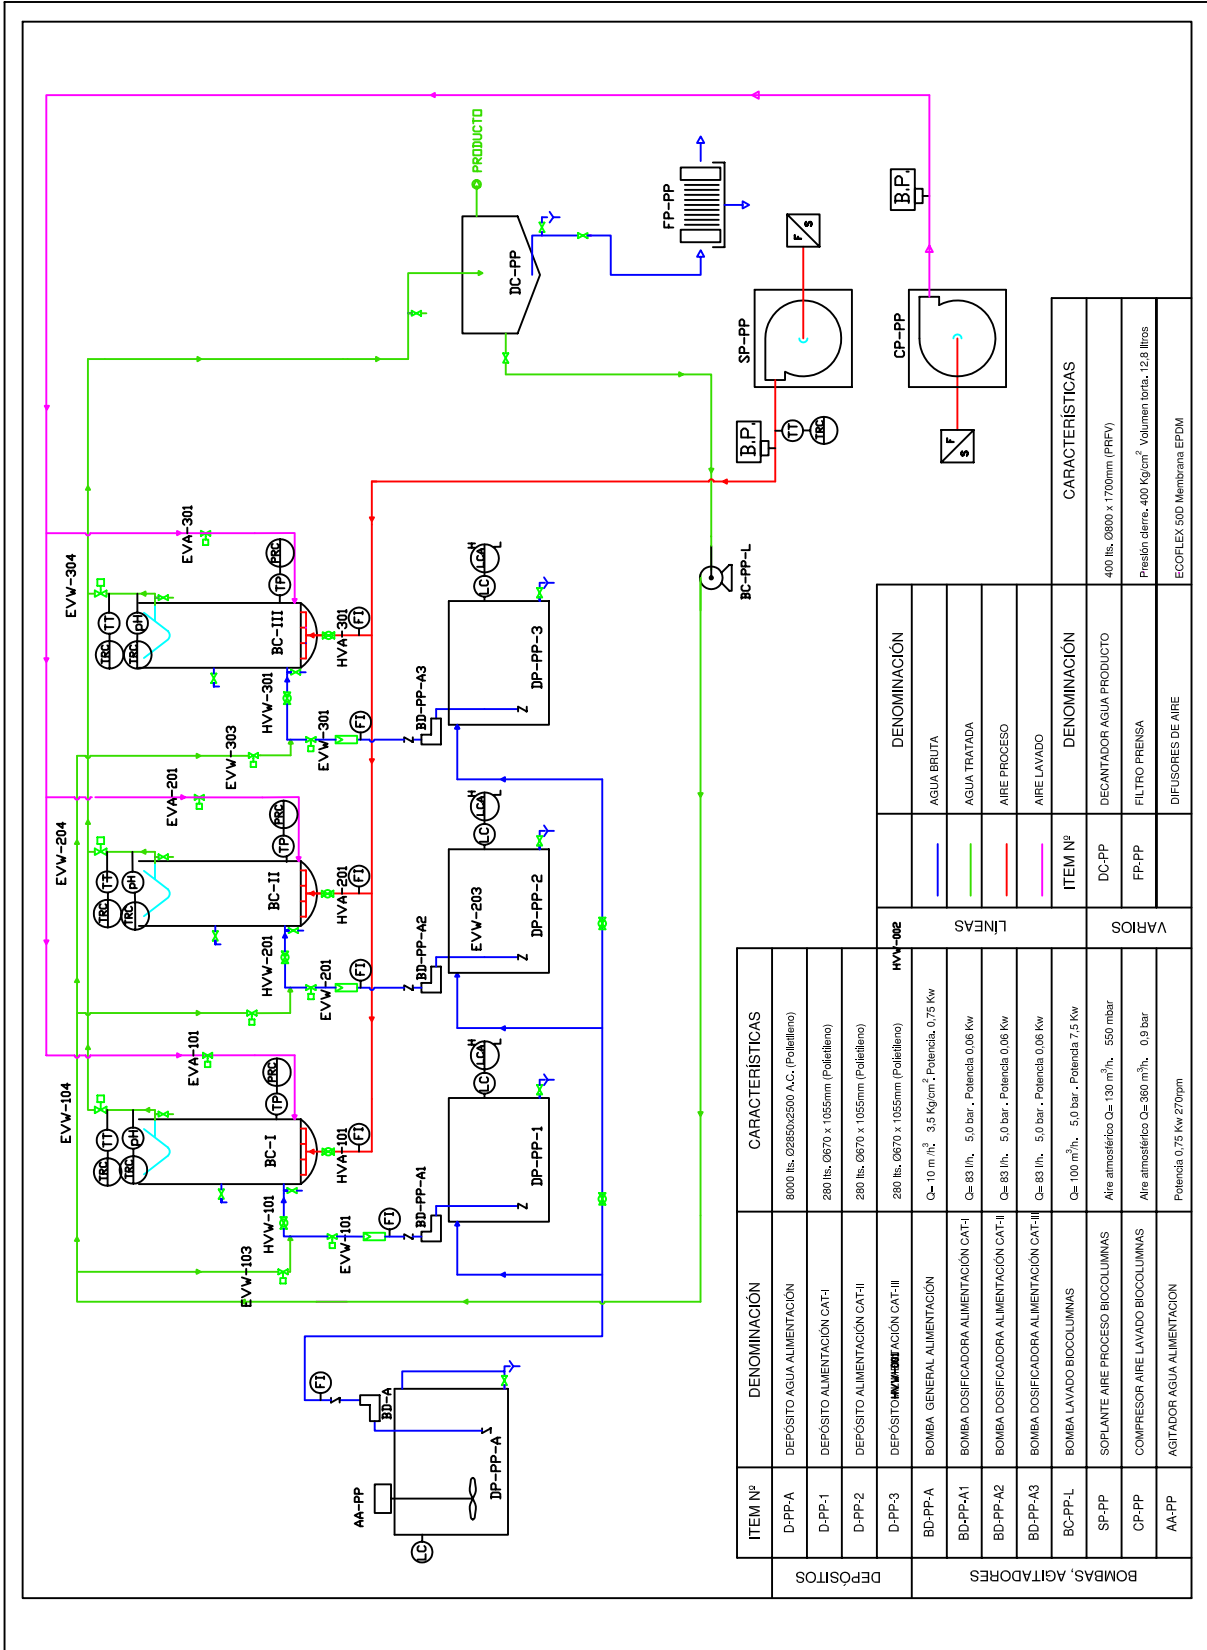 EVW-104
EVW-204
EVW-304
EVA-101
EVA-201
EVA-301
TRC
TT
TRC
pH
BC-I
TP
PRC
TRC
TT
TRC
pH
BC-II
TP
PRC
TRC
TT
TRC
pH
BC-III
TP
PRC
EVW-103
HVW-101
HVA-101
FI
HVW-201
HVA-201
FI
EVW-303
HVW-301
HVA-301
FI
EVW-101
FI
BD-PP-A1
EVW-201
FI
BD-PP-A2
EVW-301
FI
BD-PP-A3
DP-PP-1
LC
LCA
H
L
EVW-203
DP-PP-2
LC
LCA
H
L
DP-PP-3
LC
LCA
H
L
FI
BD-A
AA-PP
DP-PP-A
LC
PRODUCTO
DC-PP
FP-PP
BC-PP-L
SP-PP
F
S
B.P.
TT
TRC
CP-PP
F
S
B.P.
ITEM Nº DENOMINACIÓN CARACTERÍSTICAS
DEPÓSITOS
D-PP-A DEPÓSITO AGUA ALIMENTACIÓN 8000 lts. Ø2850x2500 A.C. (Polietileno)
D-PP-1 DEPÓSITO ALMENTACIÓN CAT-I 280 lts. Ø670 x 1055mm (Polietileno)
D-PP-2 DEPÓSITO ALIMENTACIÓN CAT-II 280 lts. Ø670 x 1055mm (Polietileno)
D-PP-3 DEPÓSITO CAT-III 280 lts. Ø670 x 1055mm (Polietileno)
HVW-002
BOMBAS, AGITADORES
BD-PP-A BOMBA GENERAL ALIMENTACIÓN Q= 10 m /h³. 3,5 Kg/cm². Potencia. 0,75 Kw
BD-PP-A1 BOMBA DOSIFICADORA ALIMENTACIÓN CAT-I Q= 83 l/h. 5,0 bar . Potencia 0,06 Kw
BD-PP-A2 BOMBA DOSIFICADORA ALIMENTACIÓN CAT-II Q= 83 l/h. 5,0 bar . Potencia 0,06 Kw
BD-PP-A3 BOMBA DOSIFICADORA ALIMENTACIÓN CAT-III Q= 83 l/h. 5,0 bar . Potencia 0,06 Kw
BC-PP-L BOMBA LAVADO BIOCOLUMNAS Q= 100 m³/h. 5,0 bar . Potencia 7,5 Kw
SP-PP SOPLANTE AIRE PROCESO BIOCOLUMNAS Aire atmosférico Q= 130 m³/h. 550 mbar
CP-PP COMPRESOR AIRE LAVADO BIOCOLUMNAS Aire atmosférico Q= 360 m³/h. 0,9 bar
AA-PP AGITADOR AGUA ALIMENTACION Potencia 0,75 Kw 270rpm
DENOMINACIÓN
LÍNEAS
AGUA BRUTA
AGUA TRATADA
AIRE PROCESO
AIRE LAVADO
ITEM Nº DENOMINACIÓN CARACTERÍSTICAS
VARIOS
DC-PP DECANTADOR AGUA PRODUCTO 400 lts. Ø800 x 1700mm (PRFV)
FP-PP FILTRO PRENSA Presión cierre. 400 Kg/cm² Volumen torta. 12,8 litros
DIFUSORES DE AIRE ECOFLEX 50D Membrana EPDM